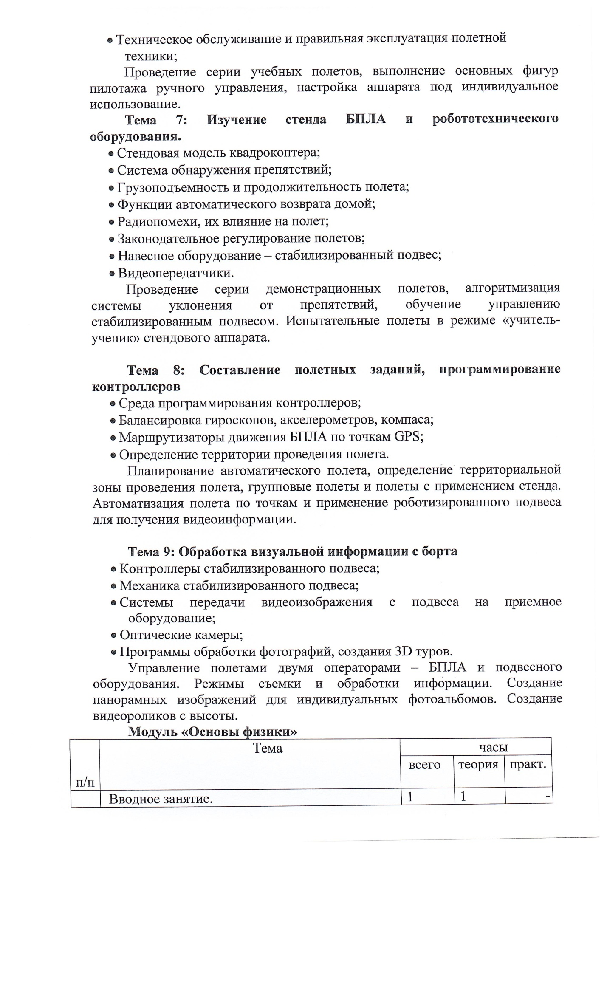 • Техническое обслуживание и правильная эксплуатация полетной
техники;
Проведение серии учебных полетов, выполнение основных фигур
пилотажа ручного управления, настройка аппарата под индивидуальное
использование.
Тема 7: Изучение стенда БПЛА и робототехнического
оборудования.
• Стендовая модель квадрокоптера;
• Система обнаружения препятствий;
• Грузоподъемность и продолжительность полета;
• Функции автоматического возврата домой;
• Радиопомехи, их влияние на полет;
• Законодательное регулирование полетов;
• Навесное оборудование – стабилизированный подвес;
• Видеопередатчики.
Проведение серии демонстрационных полетов, алгоритмизация
системы уклонения от препятствий, обучение управлению
стабилизированным подвесом. Испытательные полеты в режиме «учитель-
ученик» стендового аппарата.
Тема 8: Составление полетных заданий, программирование
контроллеров
• Среда программирования контроллеров;
• Балансировка гироскопов, акселерометров, компаса;
• Маршрутизаторы движения БПЛА по точкам GPS;
• Определение территории проведения полета.
Планирование автоматического полета, определение территориальной
зоны проведения полета, групповые полеты и полеты с применением стенда.
Автоматизация полета по точкам и применение роботизированного подвеса
для получения видеоинформации.
Тема 9: Обработка визуальной информации с борта
• Контроллеры стабилизированного подвеса;
• Механика стабилизированного подвеса;
• Системы передачи видеоизображения с подвеса на приемное
оборудование;
• Оптические камеры;
• Программы обработки фотографий, создания 3D туров.
Управление полетами двумя операторами – БПЛА и подвесного
оборудования. Режимы съемки и обработки информации. Создание
панорамных изображений для индивидуальных фотоальбомов. Создание
видеороликов с высоты.
Модуль «Основы физики»
Тема часы
всего теория практ.
п/п
Вводное занятие. 1 1 -